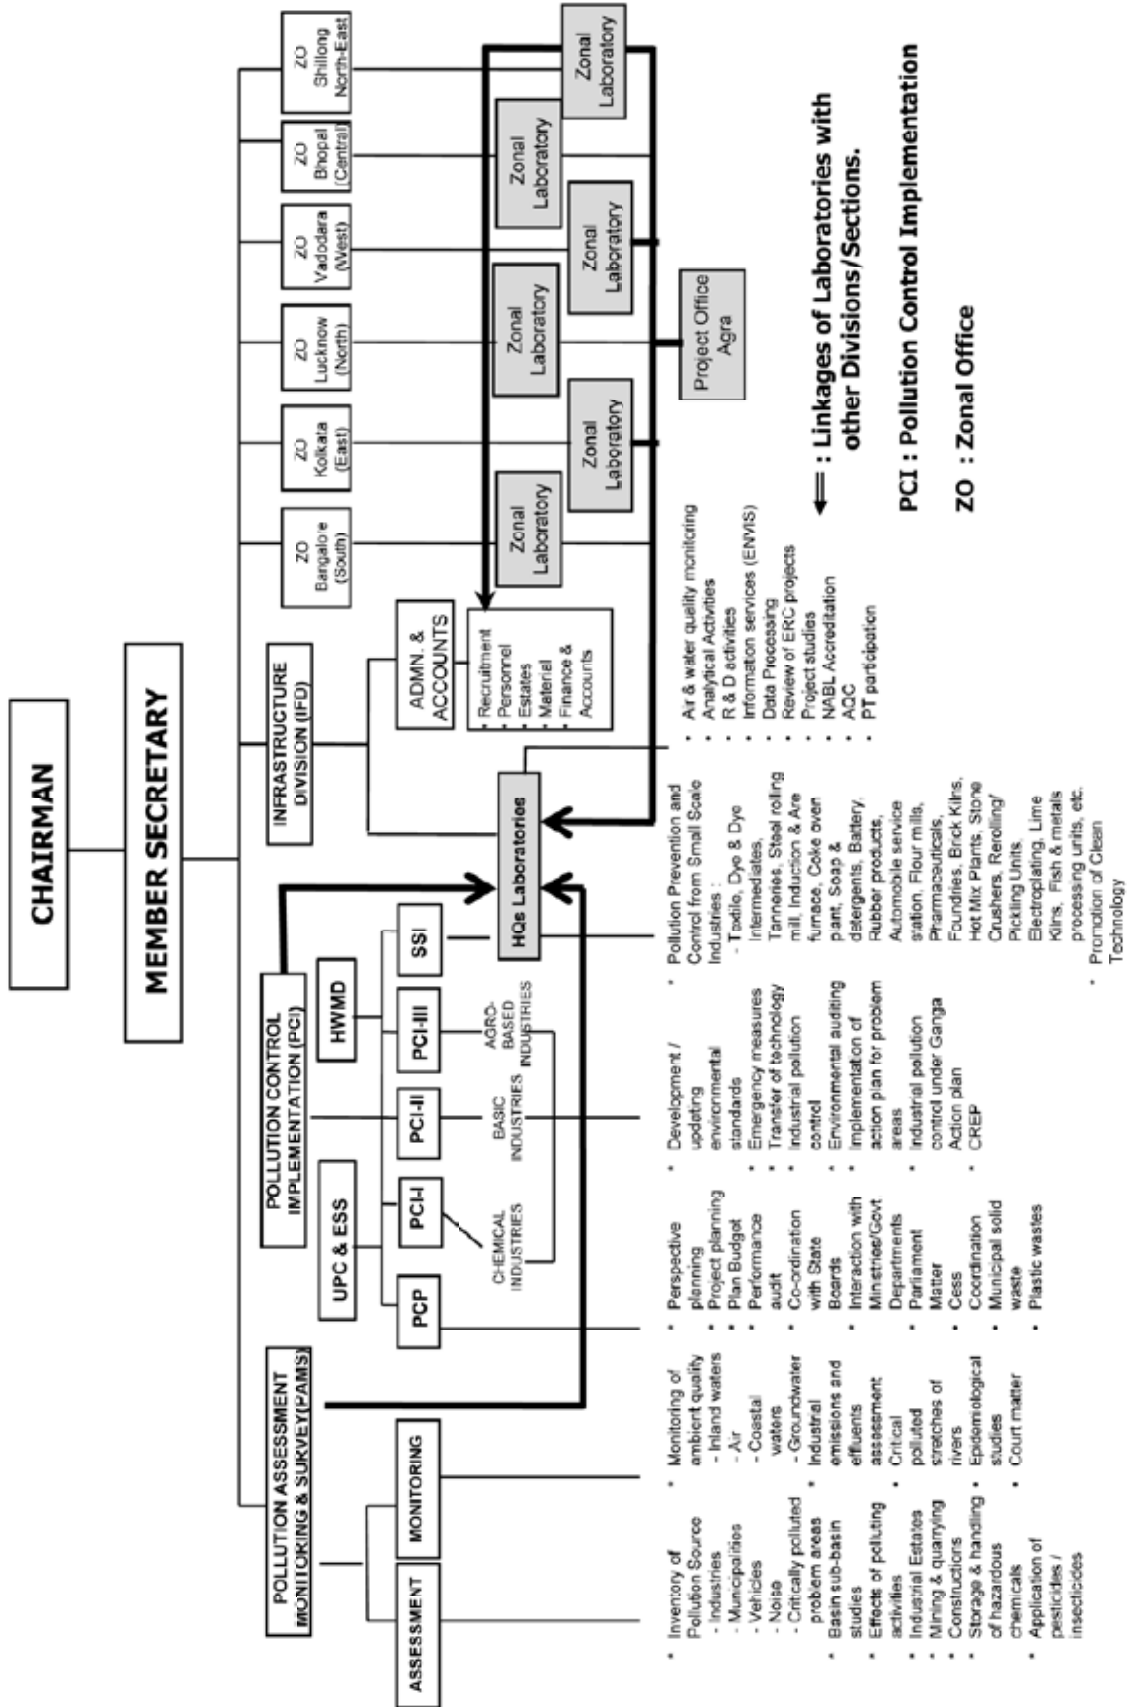 CHAIRMAN
MEMBER SECRETARY
POLLUTION ASSESSMENT
MONITORING & SURVEY(PAMS)
POLLUTION CONTROL
IMPLEMENTATION (PCI)
INFRASTRUCTURE
DIVISION (IFD)
ZO
Bangalore
(South)
ZO
Kolkata
(East)
ZO
Lucknow
(North)
ZO
Vadodara
(West)
ZO
Bhopal
(Central)
ZO
Shillong
North-East
UPC & ESS
HWMD
ASSESSMENT
MONITORING
PCP
PCI-I
PCI-II
PCI-III
SSI
ADMN. &
ACCOUNTS
CHEMICAL
INDUSTRIES
BASIC
INDUSTRIES
AGRO-
BASED
INDUSTRIES
HQs Laboratories
• Recruitment
• Personnel
• Estates
• Material
• Finance &
Accounts
Zonal
Laboratory
Zonal
Laboratory
Zonal
Laboratory
Zonal
Laboratory
Zonal
Laboratory
Zonal
Laboratory
Project Office
Agra
• Inventory of
Pollution Source
- Industries
- Municipalities
- Vehicles
- Noise
- Critically polluted
problem areas
• Basin sub-basin
studies
• Effects of polluting
activities
• Industrial Estates
• Mining & quarrying
• Constructions
• Storage & handling
of hazardous
chemicals
• Application of
pesticides /
insecticides
• Monitoring of
ambient quality
- Inland waters
- Air
- Coastal
waters
- Groundwater
• Industrial
emissions and
effluents
assessment
• Critical
polluted
stretches of
rivers
• Epidemiological
studies
• Court matter
• Perspective
planning
• Project planning
• Plan Budget
• Performance
audit
• Co-ordination
with State
Boards
• Interaction with
Ministries/Govt
Departments
• Parliament
Matter
• Cess
Coordination
• Municipal solid
waste
• Plastic wastes
• Development /
updating
environmental
standards
• Emergency measures
• Transfer of technology
• Industrial pollution
control
• Environmental auditing
• Implementation of
action plan for problem
areas
• Industrial pollution
control under Ganga
Action plan
• CREP
• Pollution Prevention and
Control from Small Scale
Industries :
- Textile, Dye & Dye
Intermediates,
Tanneries, Steel rolling
mill, Induction & Are
furnace, Coke oven
plant, Soap &
detergents, Battery,
Rubber products,
Automobile service
station, Flour mills,
Pharmaceuticals,
Foundries, Brick Kilns,
Hot Mix Plants, Stone
Crushers, Rerolling/
Pickling Units,
Electroplating, Lime
Kilns, Fish & metals
processing units, etc.
• Promotion of Clean
Technology
• Air & water quality monitoring
• Analytical Activities
• R & D activities
• Information services (ENVIS)
• Data Processing
• Review of ERC projects
• Project studies
• NABL Accreditation
• AQC
• PT participation
: Linkages of Laboratories with
other Divisions/Sections.
PCI : Pollution Control Implementation
ZO : Zonal Office